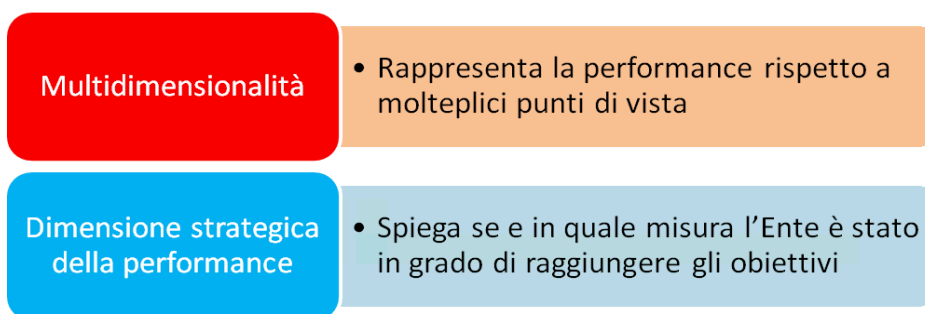 Multidimensionalità
• Rappresenta la performance rispetto a
molteplici punti di vista
Dimensione strategica
della performance
• Spiega se e in quale misura l’Ente è stato
in grado di raggiungere gli obiettivi